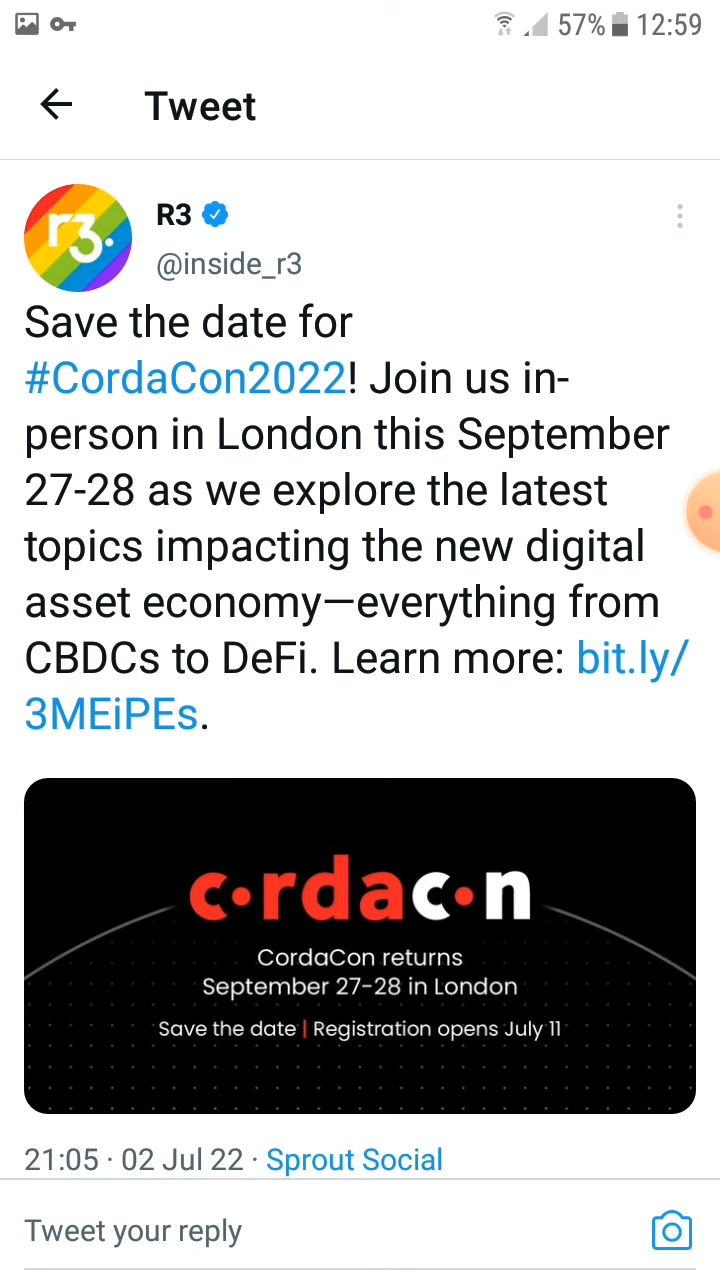 57% 12:59
Tweet
r3.
R3
@inside_r3
Save the date for
#CordaCon2022! Join us in-
person in London this September
27-28 as we explore the latest
topics impacting the new digital
asset economy—everything from
CBDCs to DeFi. Learn more: bit.ly/
3MEiPEs.
cordacon
CordaCon returns
September 27-28 in London
Save the date | Registration opens July 11
21:05 · 02 Jul 22 · Sprout Social
Tweet your reply